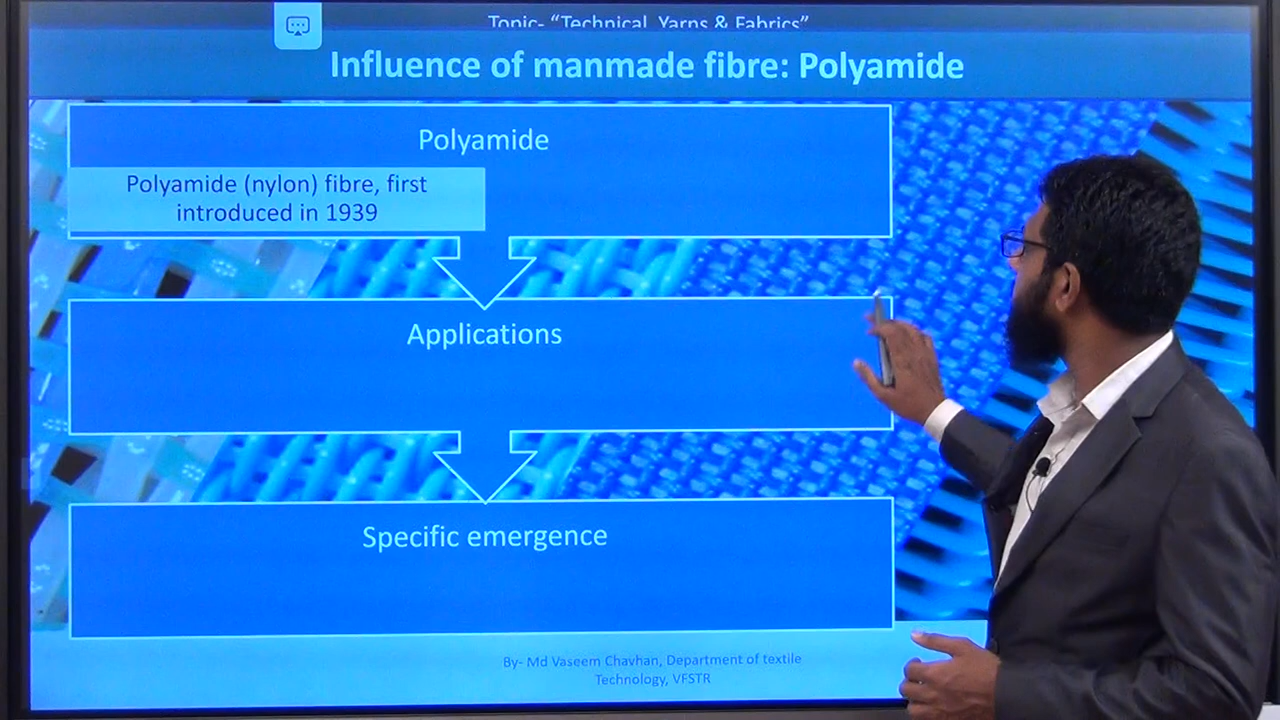 Topic- “Technical Yarns & Fabrics”
Influence of manmade fibre: Polyamide
Polyamide
Polyamide (nylon) fibre, first
introduced in 1939
Applications
Specific emergence
By- Md Vaseem Chavhan, Department of textile
Technology, VFSTR